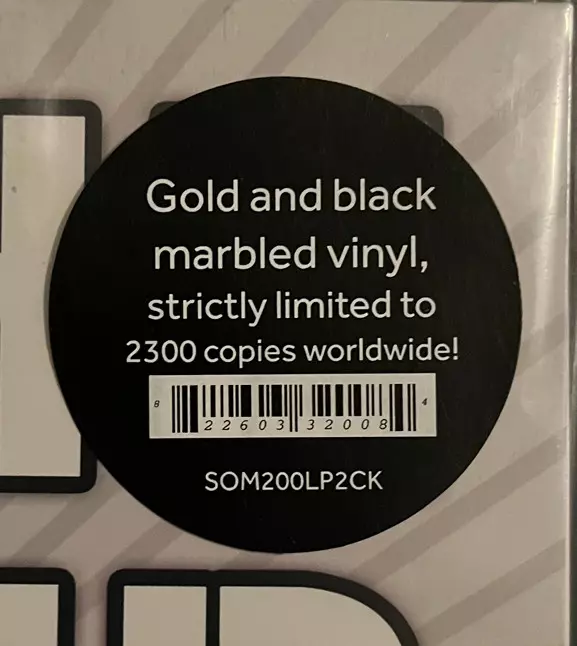 Gold and black
marbled vinyl,
strictly limited to
2300 copies worldwide!
8 22603 32008 4
SOM200LP2CK